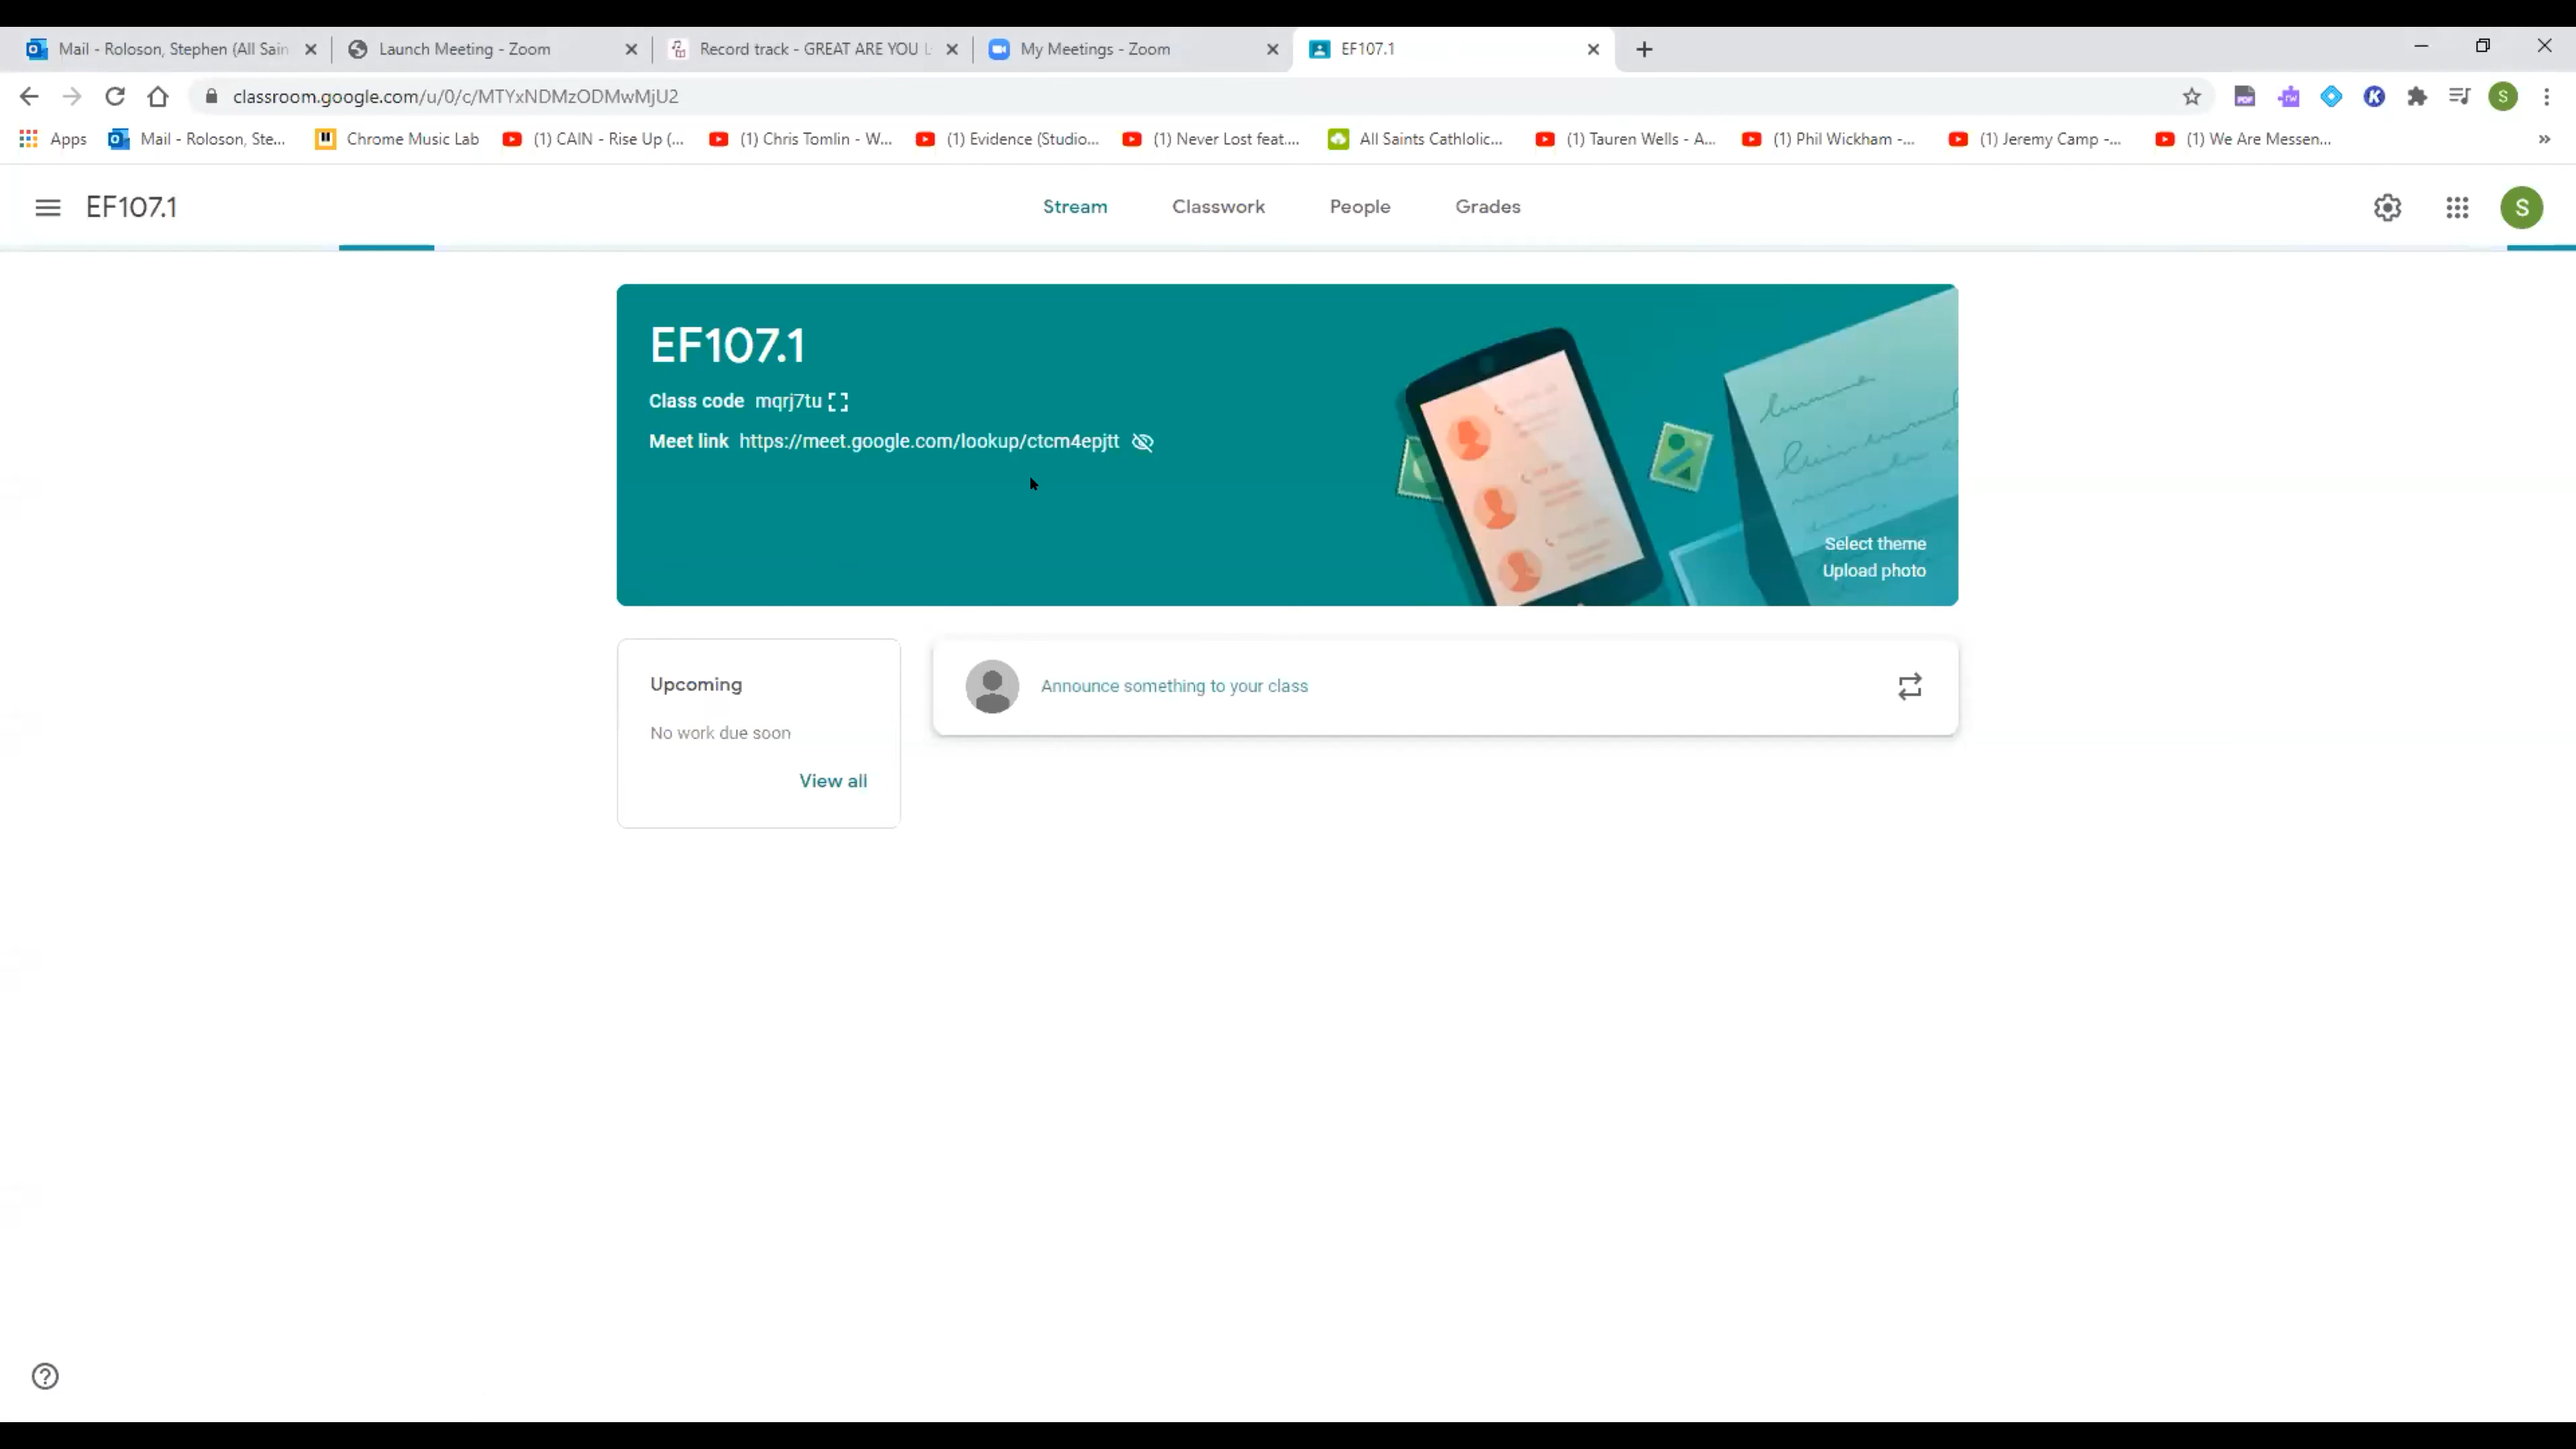 Mail - Roloson, Stephen (All Sain
Launch Meeting - Zoom
Record track - GREAT ARE YOU L
My Meetings - Zoom
EF107.1
classroom.google.com/u/0/c/MTYxNDMzODMwMjU2
S
Apps
Mail - Roloson, Ste...
Chrome Music Lab
(1) CAIN - Rise Up (...
(1) Chris Tomlin - W...
(1) Evidence (Studio...
(1) Never Lost feat....
All Saints Cathlolic...
(1) Tauren Wells - A...
(1) Phil Wickham -...
(1) Jeremy Camp -...
(1) We Are Messen...
EF107.1
Stream
Classwork
People
Grades
S
EF107.1
Class code mqrj7tu
Meet link https://meet.google.com/lookup/ctcm4epjtt
Select theme
Upload photo
Upcoming
No work due soon
View all
Announce something to your class